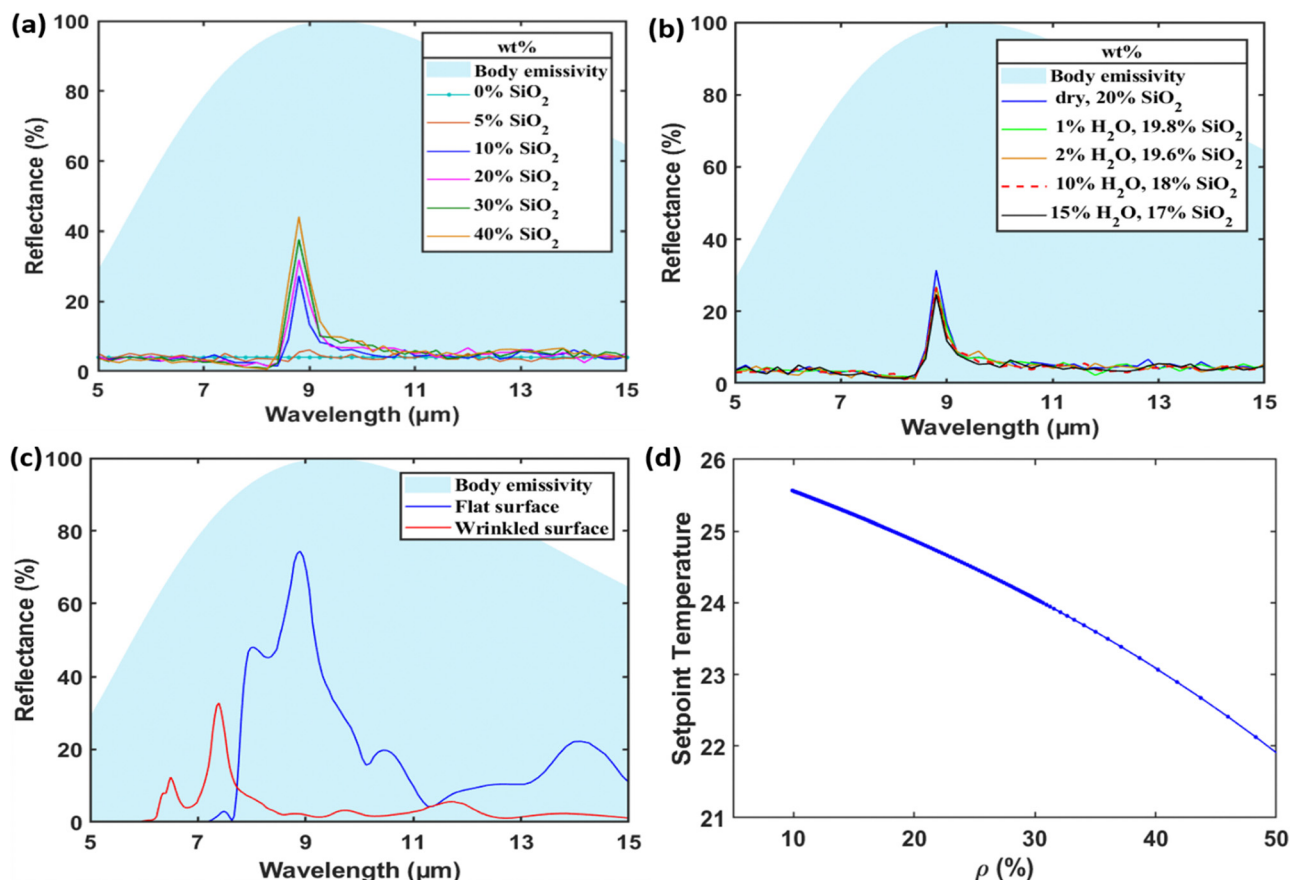 (a)
100
80
60
40
20
0
Reflectance (%)
wt%
Body emissivity
0% SiO₂
5% SiO₂
10% SiO₂
20% SiO₂
30% SiO₂
40% SiO₂
5 7 9 11 13 15
Wavelength (µm)
(b)
100
80
60
40
20
0
Reflectance (%)
wt%
Body emissivity
dry, 20% SiO₂
1% H₂O, 19.8% SiO₂
2% H₂O, 19.6% SiO₂
10% H₂O, 18% SiO₂
15% H₂O, 17% SiO₂
5 7 9 11 13 15
Wavelength (µm)
(c)
100
80
60
40
20
0
Reflectance (%)
Body emissivity
Flat surface
Wrinkled surface
5 7 9 11 13 15
Wavelength (µm)
(d)
26
25
24
23
22
21
Setpoint Temperature
10 20 30 40 50
ρ (%)